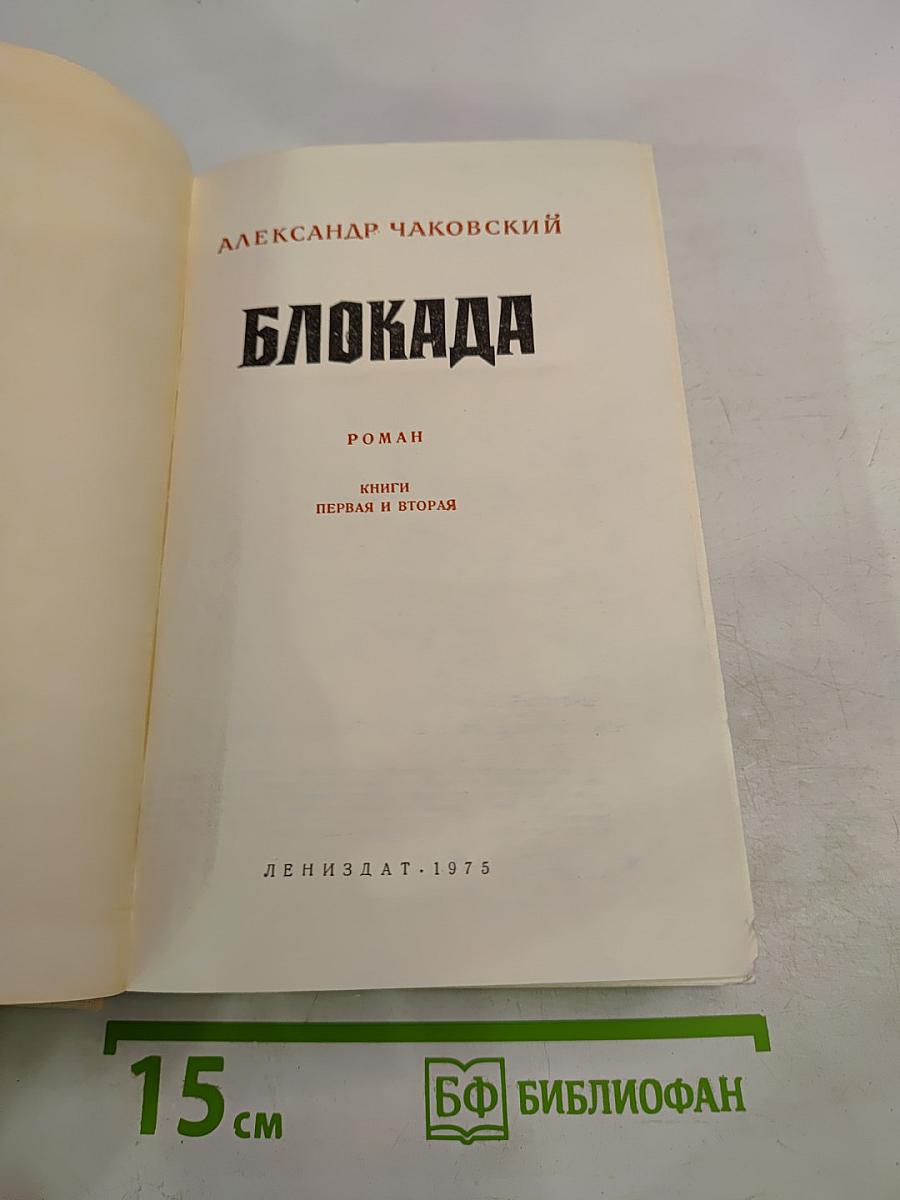 АЛЕКСАНДР ЧАКОВСКИЙ
БЛОКАДА
РОМАН
КНИГИ
ПЕРВАЯ И ВТОРАЯ
ЛЕНИЗДАТ · 1975
15 см
БФ БИБЛИОФАН